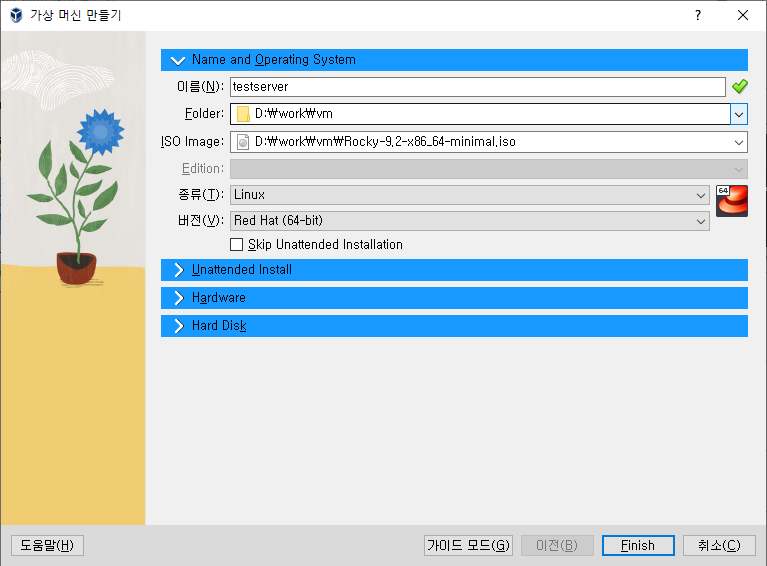 가상 머신 만들기
?
Name and Operating System
이름(N): testserver
Folder: D:₩work₩vm
ISO Image: D:₩work₩vm₩Rocky-9.2-x86_64-minimal.iso
Edition:
종류(T): Linux
64
버전(V): Red Hat (64-bit)
Skip Unattended Installation
Unattended Install
Hardware
Hard Disk
도움말(H) 가이드 모드(G) 이전(B) Finish 취소(C)